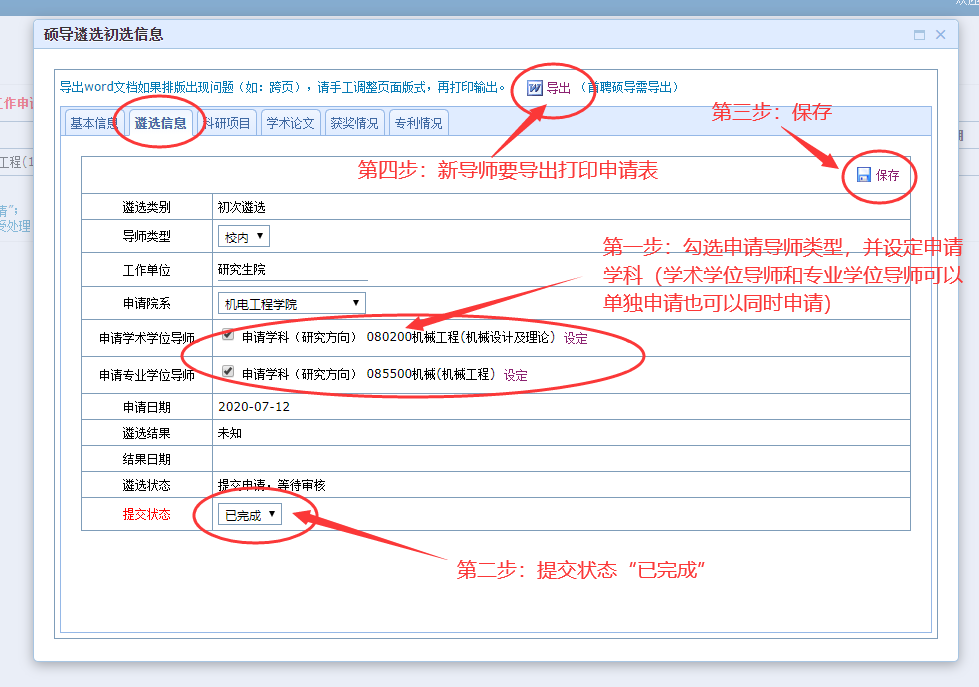 硕导遴选初选信息
导出word文档如果排版出现问题（如：跨页），请手工调整页面版式，再打印输出。 导出 （首聘硕导需导出）
第三步：保存
基本信息 遴选信息 科研项目 学术论文 获奖情况 专利情况
第四步：新导师要导出打印申请表
保存
遴选类别 初次遴选
导师类型 校内
第一步：勾选申请导师类型，并设定申请
学科（学术学位导师和专业学位导师可以
单独申请也可以同时申请）
工作单位 研究生院
申请院系 机电工程学院
申请学术学位导师 申请学科（研究方向） 080200机械工程(机械设计及理论) 设定
申请专业学位导师 申请学科（研究方向） 085500机械(机械工程) 设定
申请日期 2020-07-12
遴选结果 未知
结果日期
遴选状态 提交申请，等待审核
提交状态 已完成
第二步：提交状态“已完成”
工作申请
工程(1
请”；
受处理